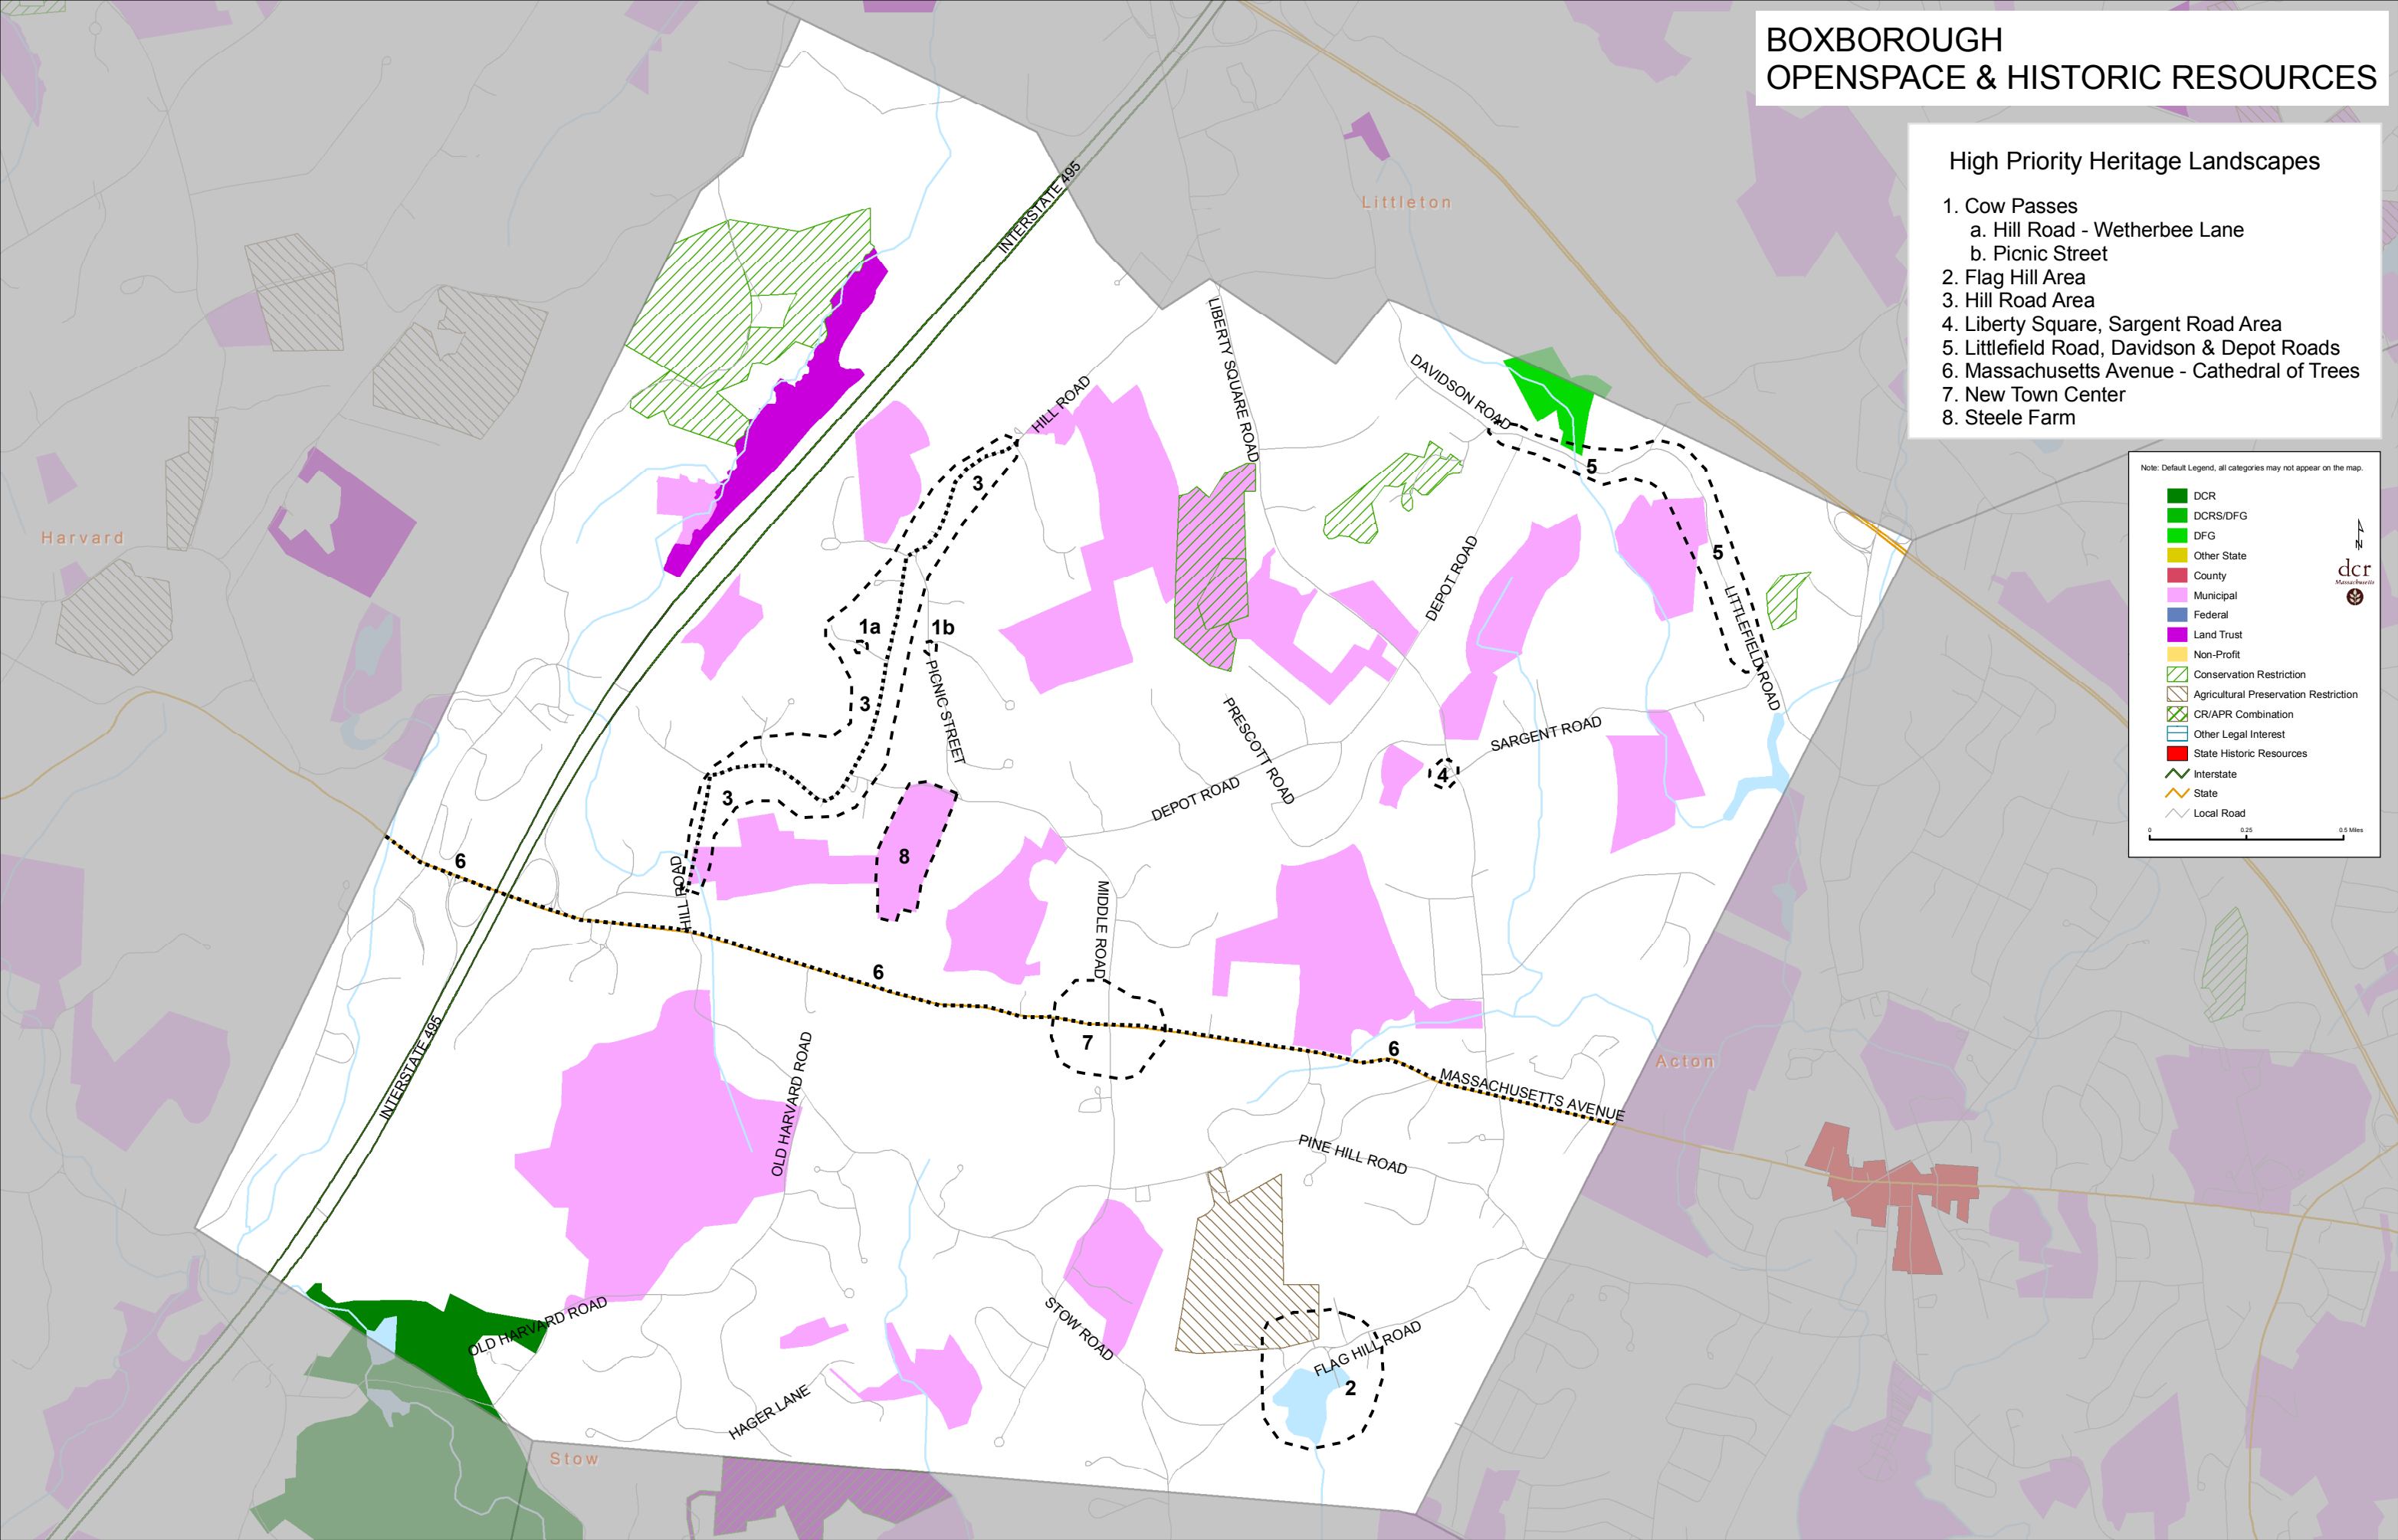 BOXBOROUGH
OPENSPACE & HISTORIC RESOURCES
High Priority Heritage Landscapes
1. Cow Passes
a. Hill Road - Wetherbee Lane
b. Picnic Street
2. Flag Hill Area
3. Hill Road Area
4. Liberty Square, Sargent Road Area
5. Littlefield Road, Davidson & Depot Roads
6. Massachusetts Avenue - Cathedral of Trees
7. New Town Center
8. Steele Farm
Note: Default Legend, all categories may not appear on the map.
DCR
DCRS/DFG
DFG
Other State
County
Municipal
Federal
Land Trust
Non-Profit
Conservation Restriction
Agricultural Preservation Restriction
CR/APR Combination
Other Legal Interest
State Historic Resources
Interstate
State
Local Road
0 0.25 0.5 Miles
N
dcr
Massachusetts
Littleton
Harvard
Acton
Stow
INTERSTATE 495
LIBERTY SQUARE ROAD
HILL ROAD
DAVIDSON ROAD
3
5
5
DEPOT ROAD
LITTLEFIELD ROAD
1a
1b
PICNIC STREET
3
PRESCOTT ROAD
SARGENT ROAD
4
DEPOT ROAD
3
8
6
HILL ROAD
MIDDLE ROAD
6
7
6
MASSACHUSETTS AVENUE
INTERSTATE 495
OLD HARVARD ROAD
PINE HILL ROAD
OLD HARVARD ROAD
STOW ROAD
FLAG HILL ROAD
2
HAGER LANE